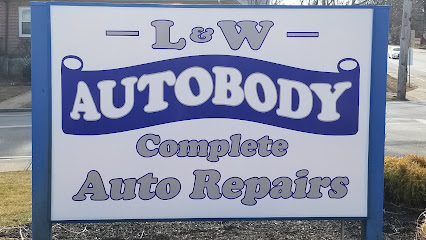 L & W
AUTOBODY
Complete
Auto Repairs